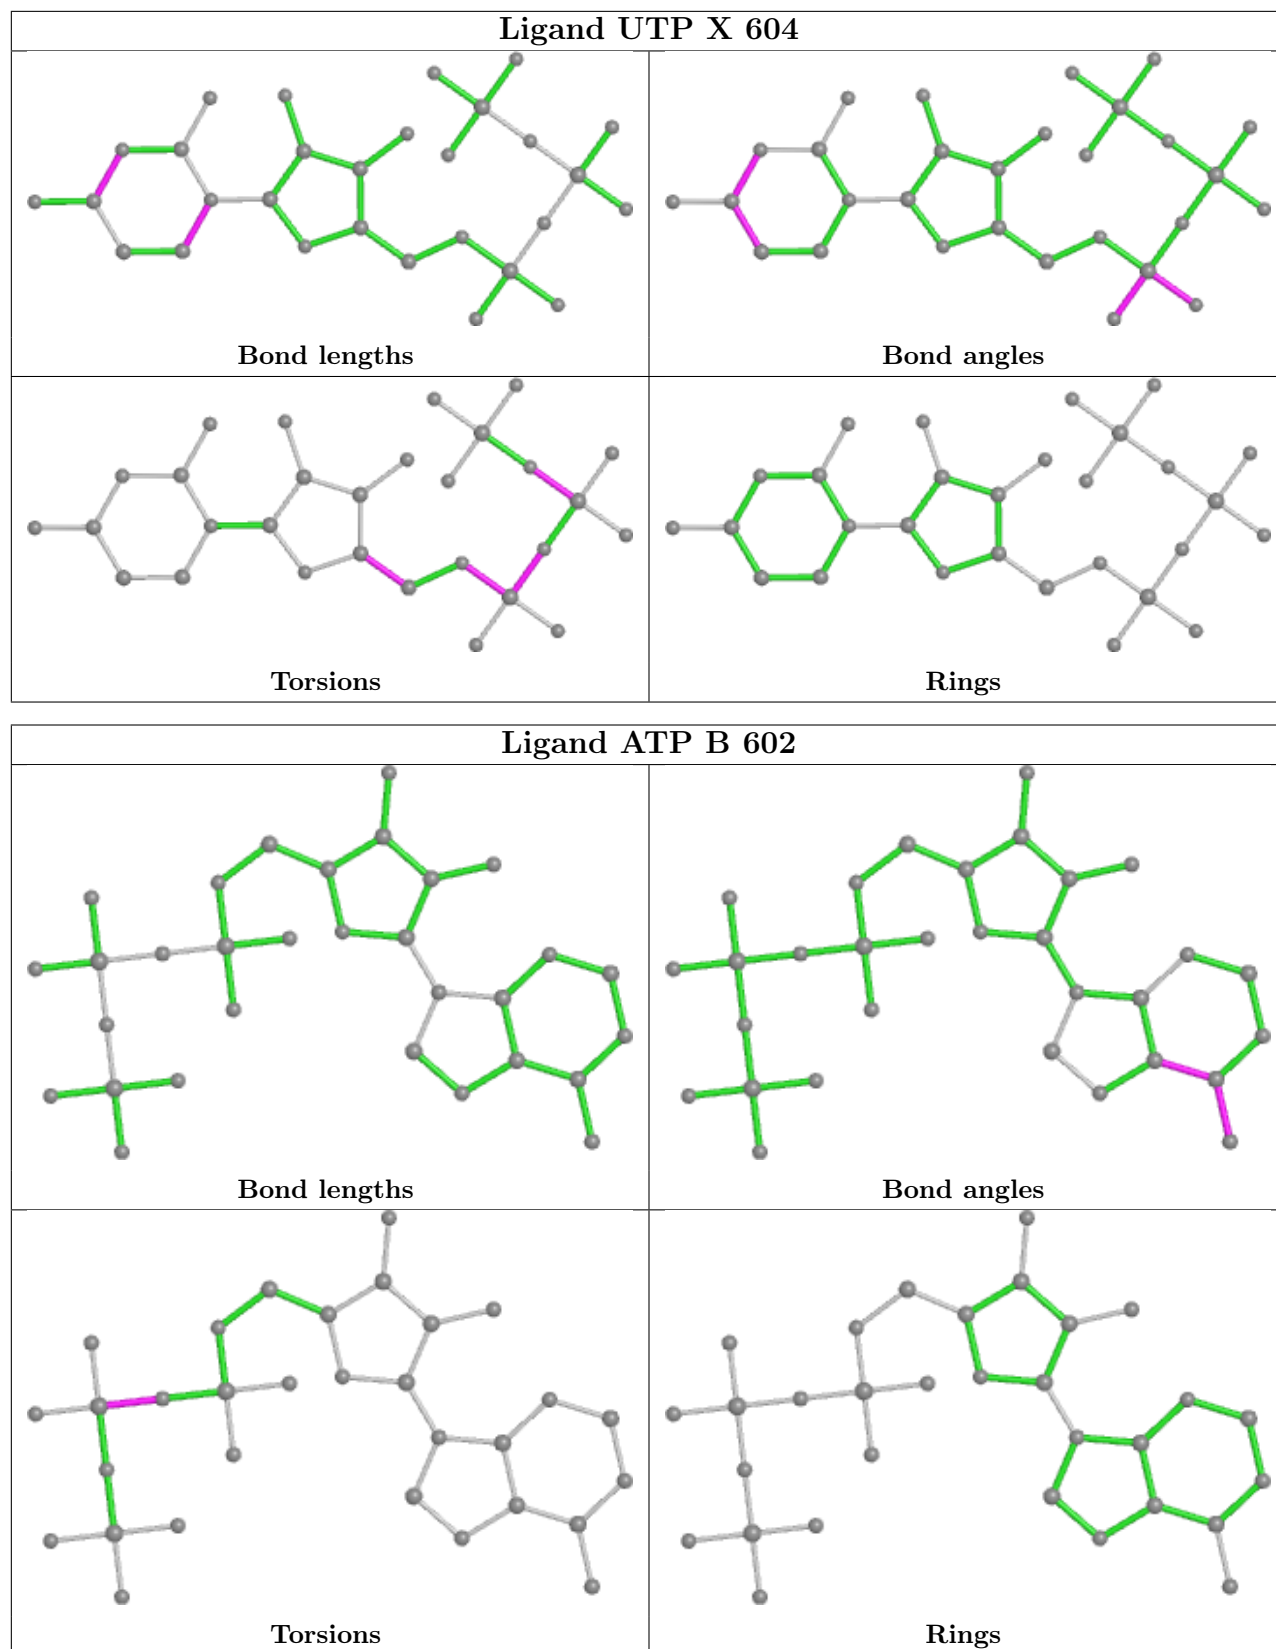 Ligand UTP X 604
Bond lengths
Bond angles
Torsions
Rings
Ligand ATP B 602
Bond lengths
Bond angles
Torsions
Rings